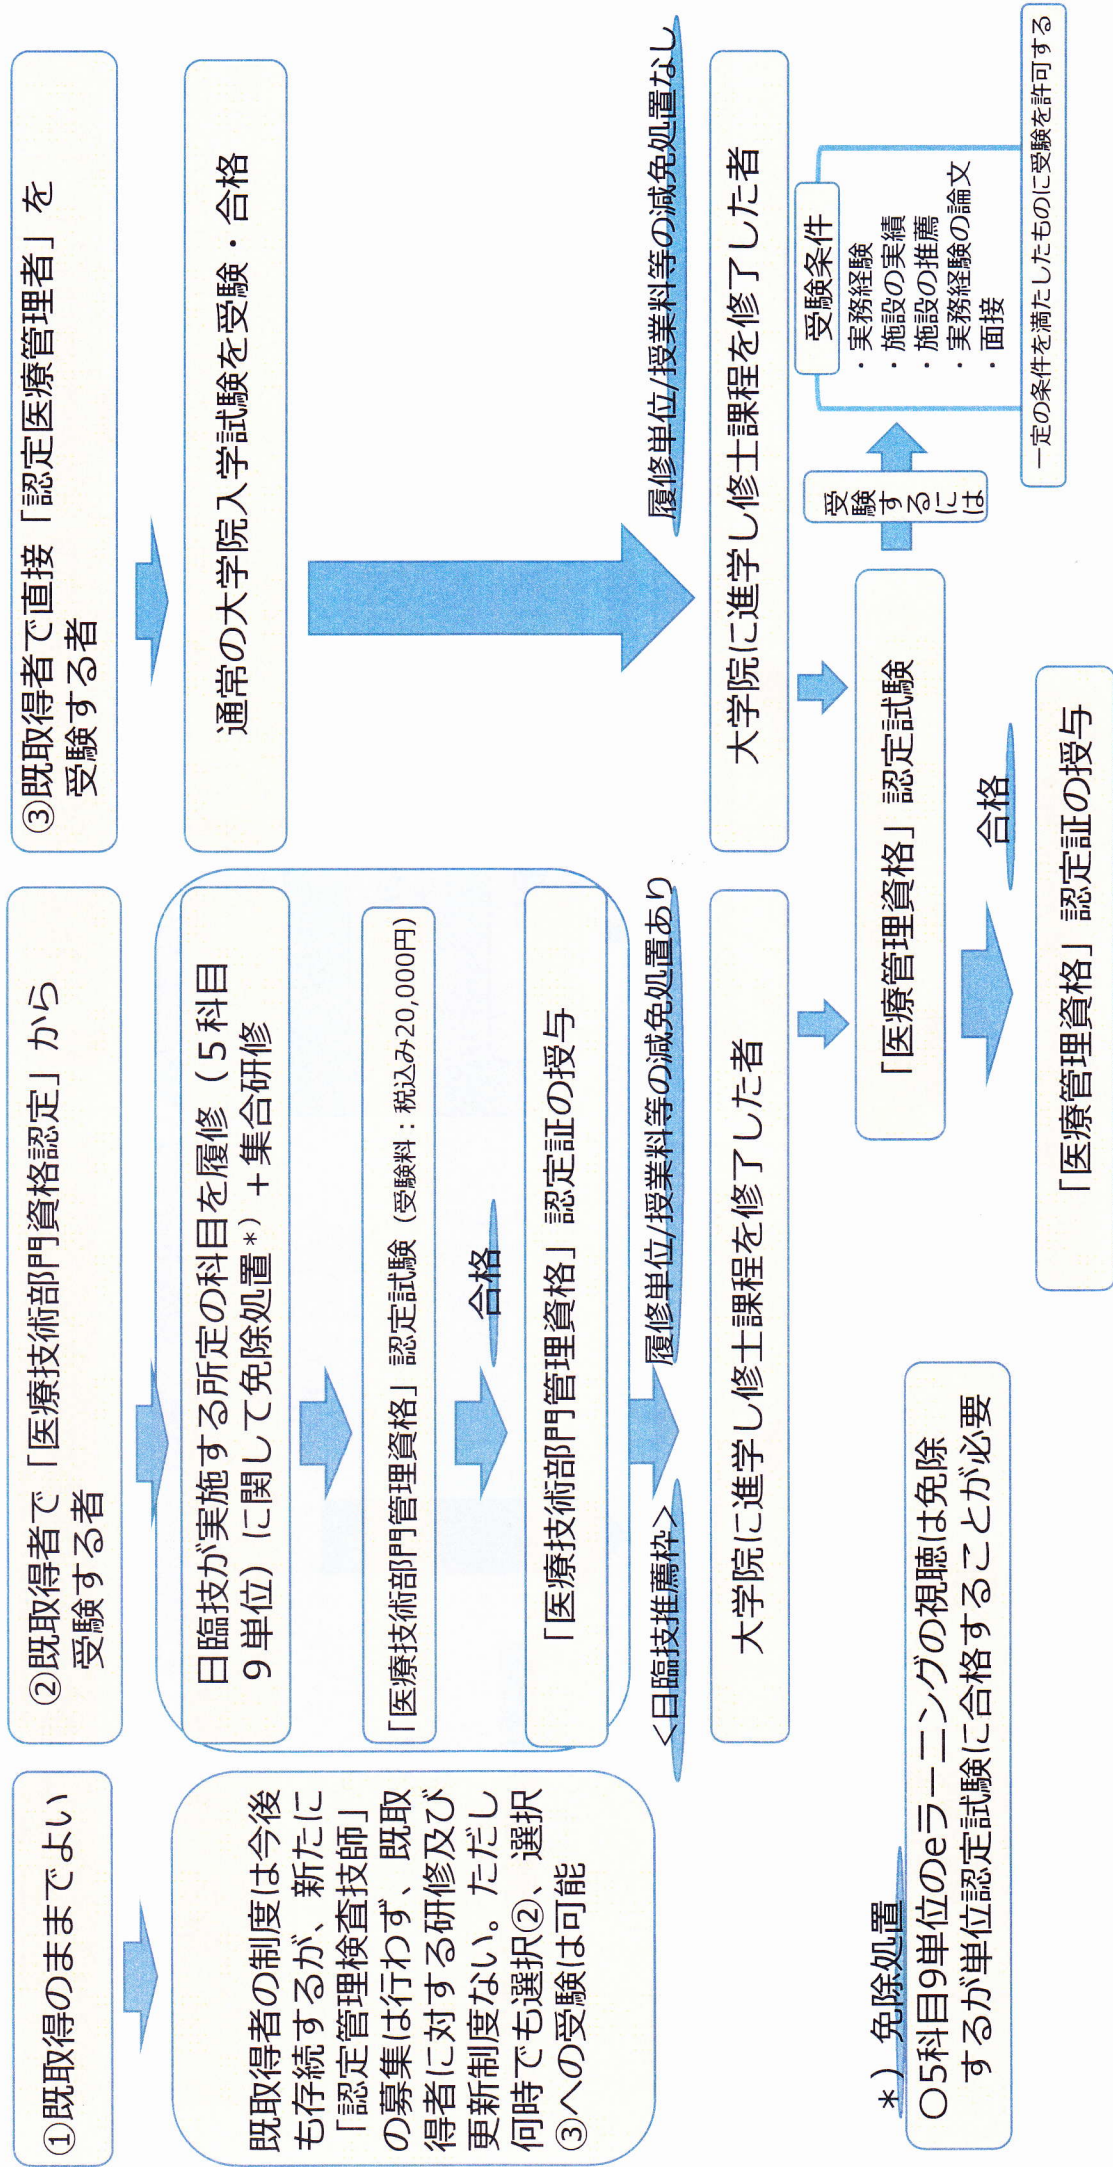 ①既取得のままでよい
既取得者の制度は今後
も存続するが、新たに
「認定管理検査技師」
の募集は行わず、既取
得者に対する研修及び
更新制度ない。ただし
何時でも選択②、選択
③への受験は可能
②既取得者で「医療技術部門資格認定」から
受験する者
日臨技が実施する所定の科目を履修（５科目
９単位）に関して免除処置*）＋集合研修
「医療技術部門管理資格」認定試験（受験料：税込み20,000円）
合格
「医療技術部門管理資格」認定証の授与
＜日臨技推薦枠＞
履修単位/授業料等の減免処置あり
大学院に進学し修士課程を修了した者
③既取得者で直接「認定医療管理者」を
受験する者
通常の大学院入学試験を受験・合格
履修単位/授業料等の減免処置なし
大学院に進学し修士課程を修了した者
「医療管理資格」認定試験
受験するには
受験条件
・実務経験
・施設の実績
・施設の推薦
・実務経験の論文
・面接
一定の条件を満たしたものに受験を許可する
合格
「医療管理資格」認定証の授与
*）免除処置
〇5科目9単位のeラーニングの視聴は免除
するが単位認定試験に合格することが必要